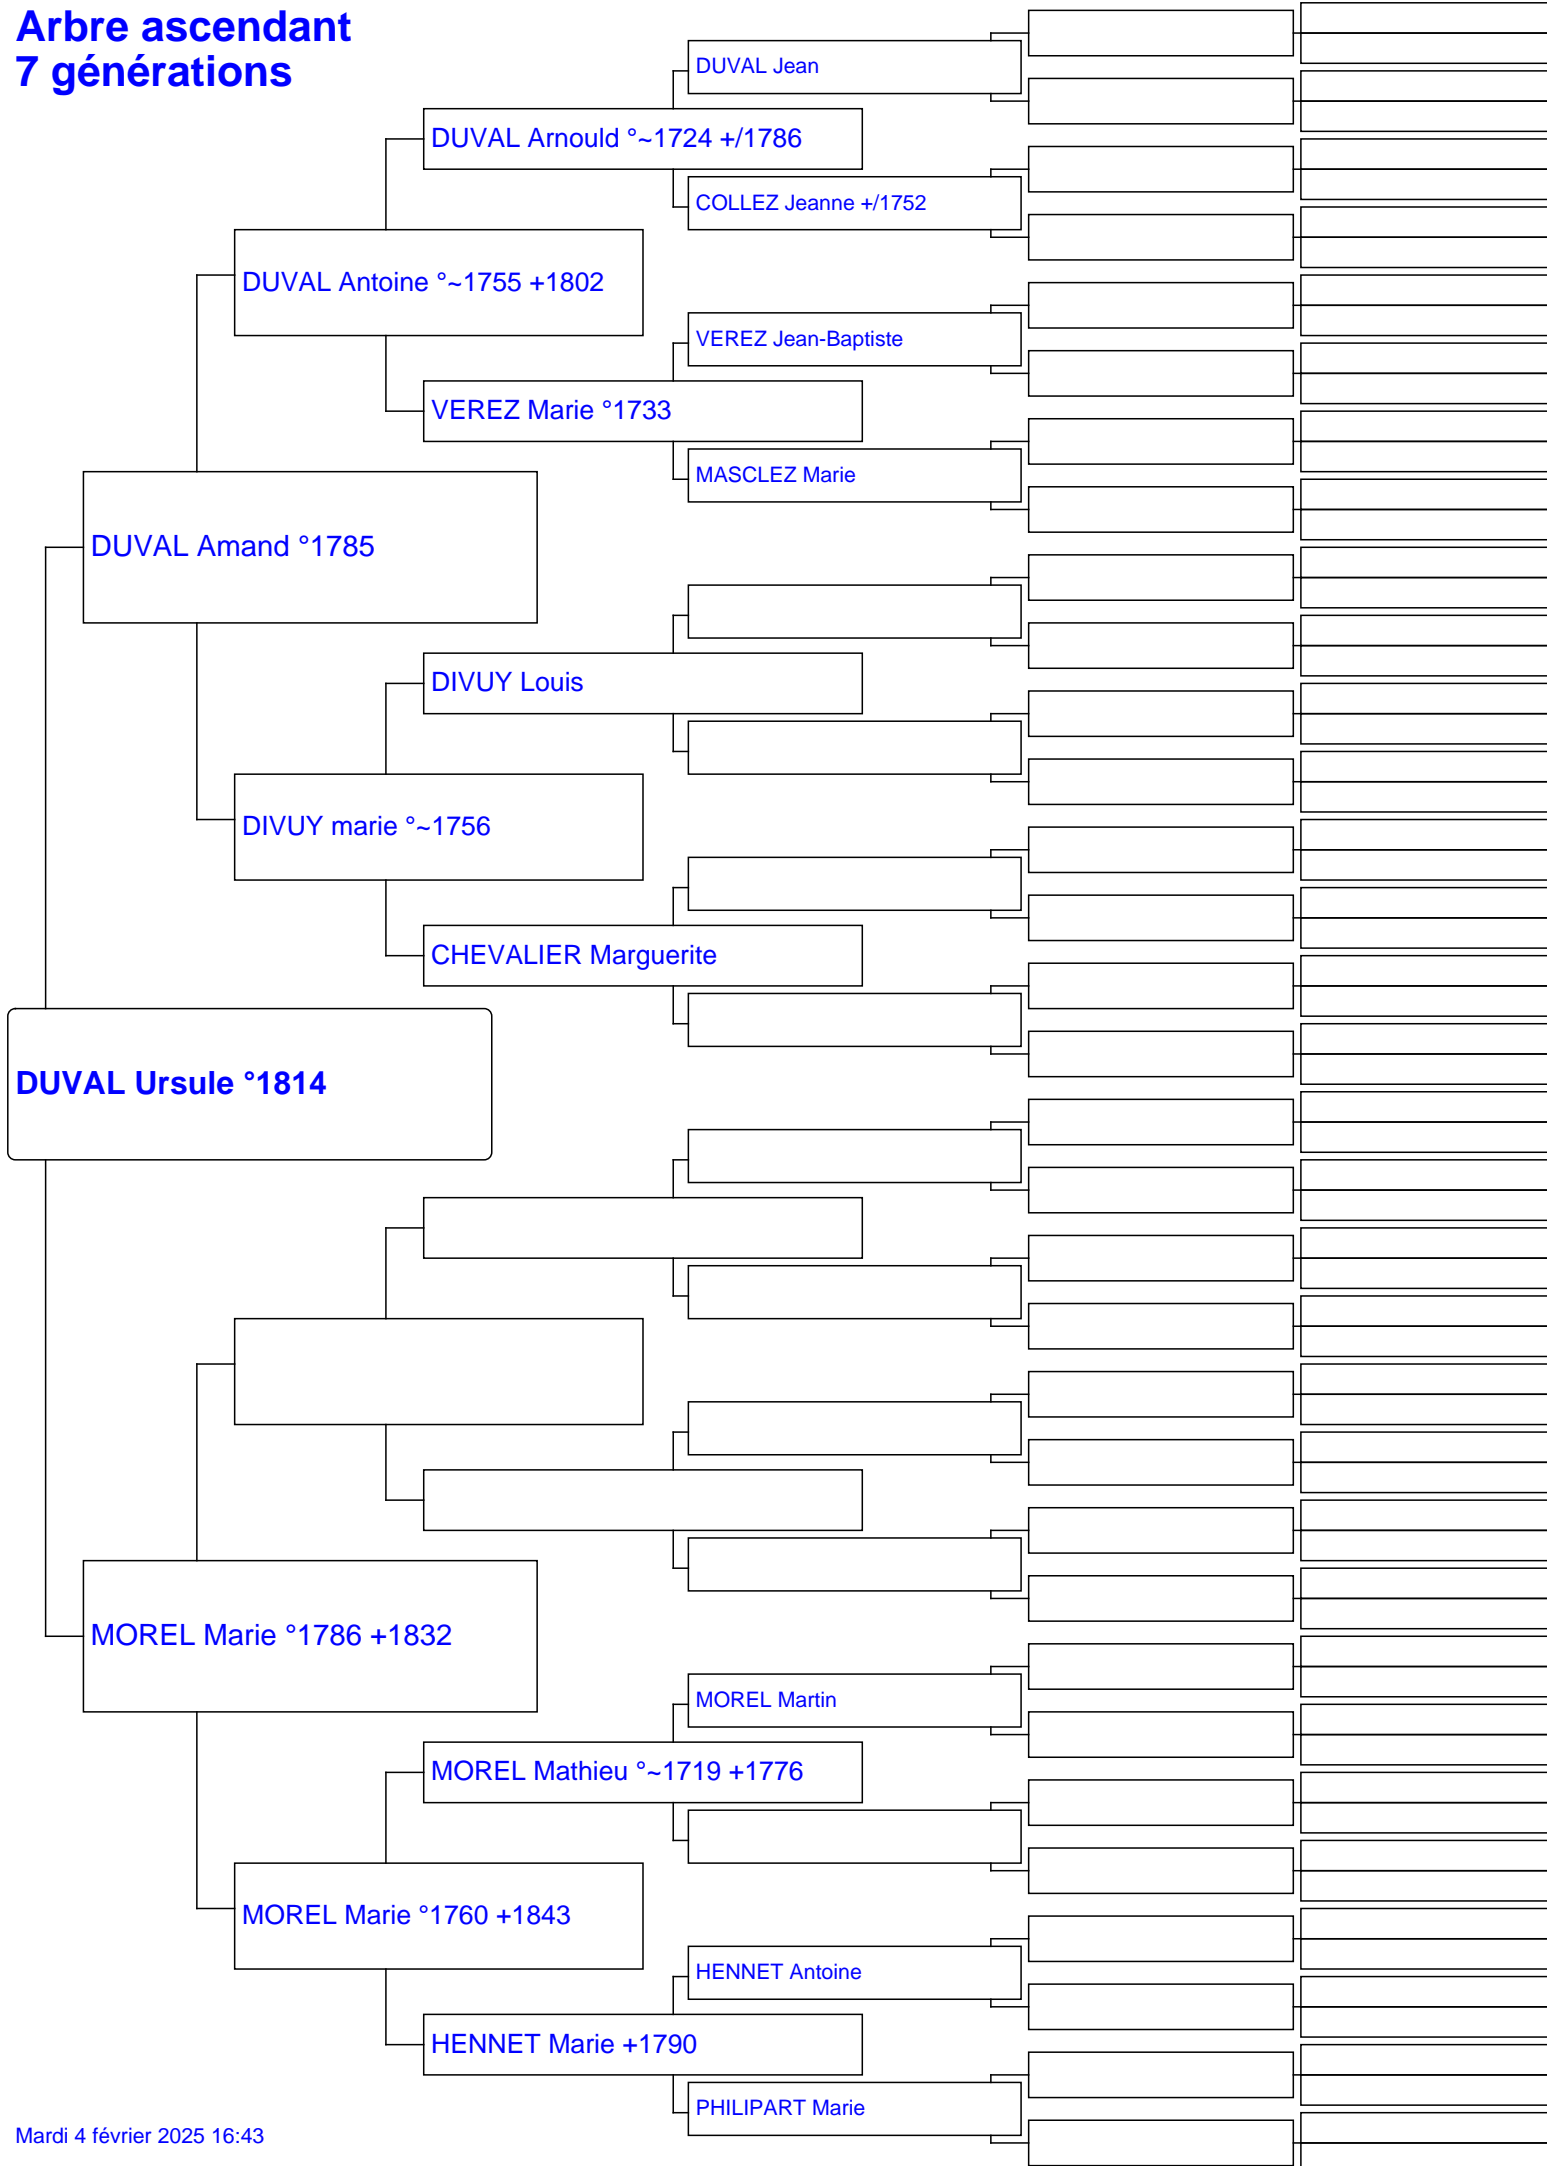 Arbre ascendant
7 générations
DUVAL Jean
DUVAL Arnould °~1724 +/1786
COLLEZ Jeanne +/1752
DUVAL Antoine °~1755 +1802
VEREZ Jean-Baptiste
VEREZ Marie °1733
MASCLEZ Marie
DUVAL Amand °1785
DIVUY Louis
DIVUY marie °~1756
CHEVALIER Marguerite
DUVAL Ursule °1814
MOREL Marie °1786 +1832
MOREL Martin
MOREL Mathieu °~1719 +1776
MOREL Marie °1760 +1843
HENNET Antoine
HENNET Marie +1790
PHILIPART Marie
Mardi 4 février 2025 16:43